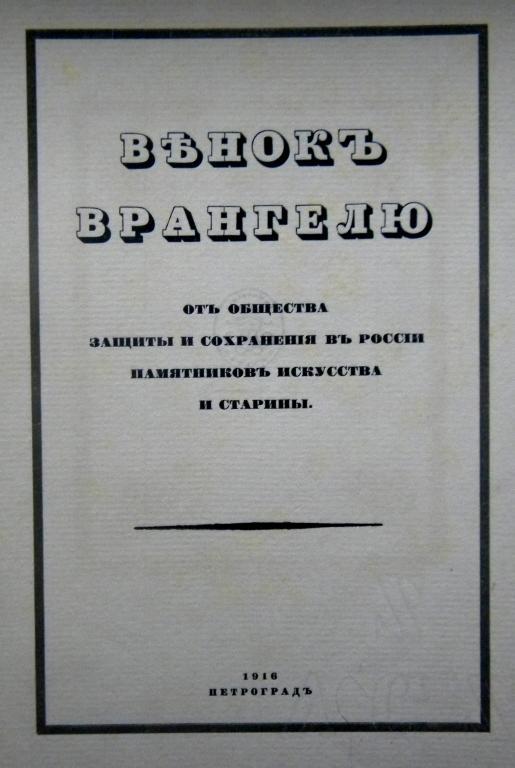 ВѢНОКЪ
ВРАНГЕЛЮ
ОТЪ ОБЩЕСТВА
ЗАЩИТЫ И СОХРАНЕНІЯ ВЪ РОССІИ
ПАМЯТНИКОВЪ ИСКУССТВА
И СТАРИНЫ.
1916
ПЕТРОГРАДЪ